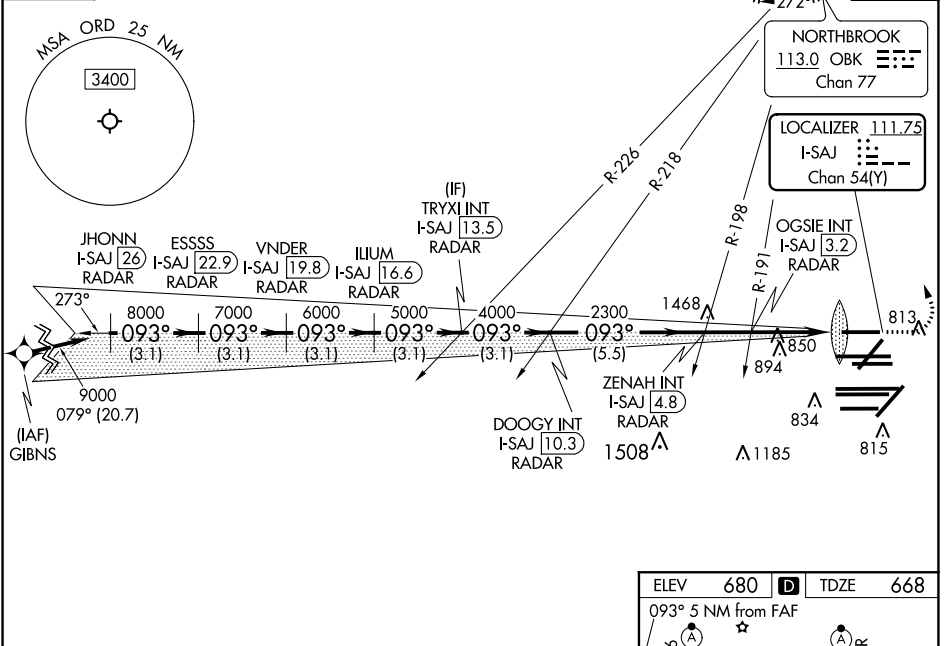 272°
MSA ORD 25 NM
3400
NORTHBROOK
113.0 OBK
Chan 77
LOCALIZER 111.75
I-SAJ
Chan 54(Y)
R-226
R-218
R-198
R-191
(IF)
TRYXI INT
I-SAJ 13.5
RADAR
OGSIE INT
I-SAJ 3.2
RADAR
JHONN
I-SAJ 26
RADAR
ESSSS
I-SAJ 22.9
RADAR
VNDER
I-SAJ 19.8
RADAR
ILIUM
I-SAJ 16.6
RADAR
273°
8000
093°
(3.1)
7000
093°
(3.1)
6000
093°
(3.1)
5000
093°
(3.1)
4000
093°
(3.1)
2300
093°
(5.5)
1468
813
850
894
9000
079° (20.7)
(IAF)
GIBNS
ZENAH INT
I-SAJ 4.8
RADAR
DOOGY INT
I-SAJ 10.3
RADAR
1508
1185
834
815
ELEV 680 D TDZE 668
093° 5 NM from FAF
A
A